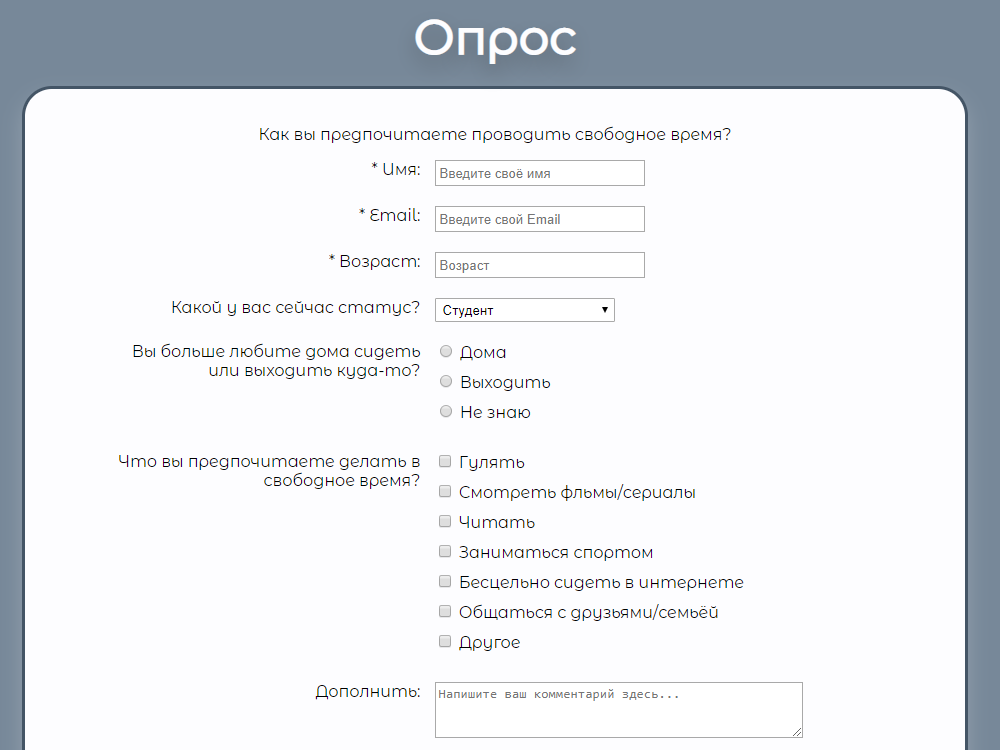 Опрос
Как вы предпочитаете проводить свободное время?
* Имя:
Введите своё имя
* Email:
Введите свой Email
* Возраст:
Возраст
Какой у вас сейчас статус?
Студент
Вы больше любите дома сидеть
или выходить куда-то?
Дома
Выходить
Не знаю
Что вы предпочитаете делать в
свободное время?
Гулять
Смотреть фльмы/сериалы
Читать
Заниматься спортом
Бесцельно сидеть в интернете
Общаться с друзьями/семьёй
Другое
Дополнить:
Напишите ваш комментарий здесь...